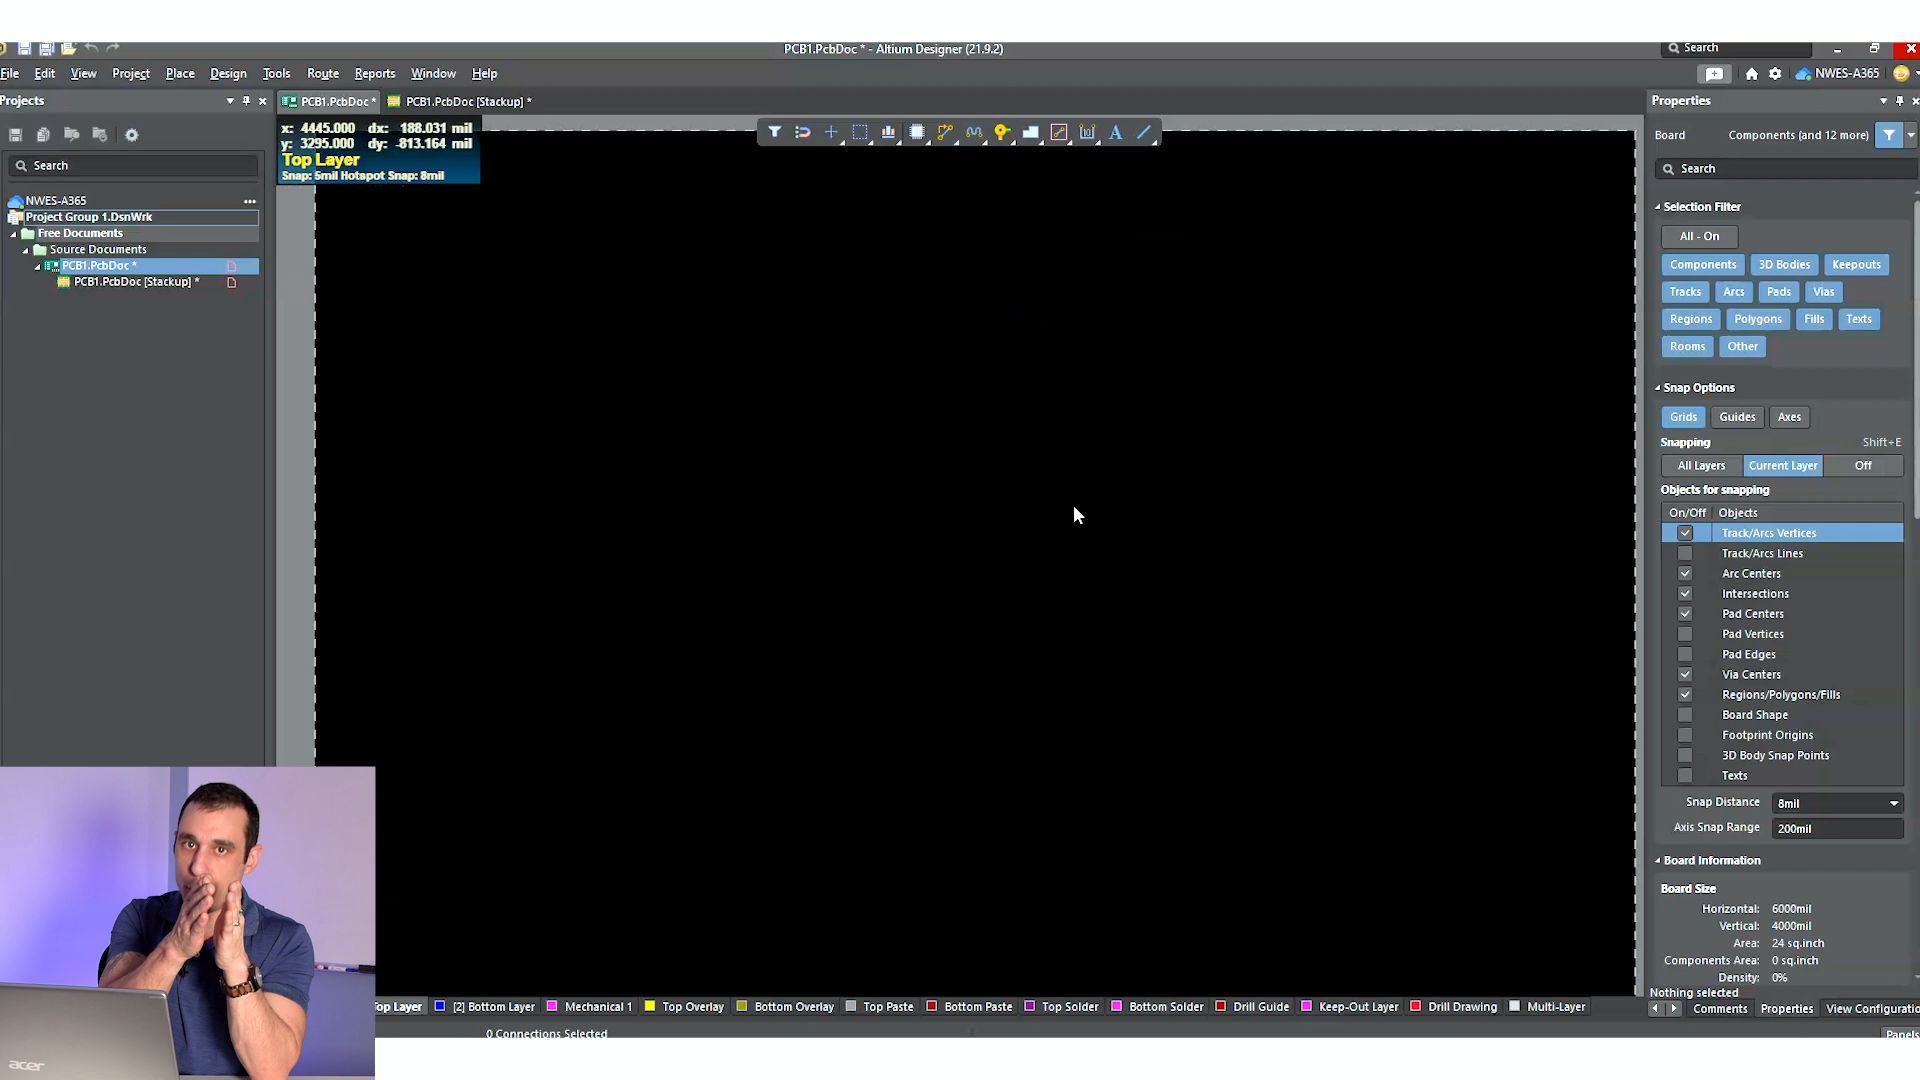 PCB1.PcbDoc * - Altium Designer (21.9.2)
Search
File Edit View Project Place Design Tools Route Reports Window Help
NWES-A365
Projects
PCB1.PcbDoc *
PCB1.PcbDoc [Stackup] *
Properties
x: 4445.000 dx: 188.031 mil
y: 3295.000 dy: -813.164 mil
Top Layer
Snap: 5mil Hotspot Snap: 8mil
Search
NWES-A365
Project Group 1.DsnWrk
Free Documents
Source Documents
PCB1.PcbDoc *
PCB1.PcbDoc [Stackup] *
Board Components (and 12 more)
Search
Selection Filter
All - On
Components 3D Bodies Keepouts
Tracks Arcs Pads Vias
Regions Polygons Fills Texts
Rooms Other
Snap Options
Grids Guides Axes
Snapping Shift+E
All Layers Current Layer Off
Objects for snapping
On/Off Objects
Track/Arcs Vertices
Track/Arcs Lines
Arc Centers
Intersections
Pad Centers
Pad Vertices
Pad Edges
Via Centers
Regions/Polygons/Fills
Board Shape
Footprint Origins
3D Body Snap Points
Texts
Snap Distance 8mil
Axis Snap Range 200mil
Board Information
Board Size
Horizontal: 6000mil
Vertical: 4000mil
Area: 24 sq.inch
Components Area: 0 sq.inch
Density: 0%
Nothing selected
Comments Properties View Configuratio
Panels
Top Layer [2] Bottom Layer Mechanical 1 Top Overlay Bottom Overlay Top Paste Bottom Paste Top Solder Bottom Solder Drill Guide Keep-Out Layer Drill Drawing Multi-Layer
0 Connections Selected
acer